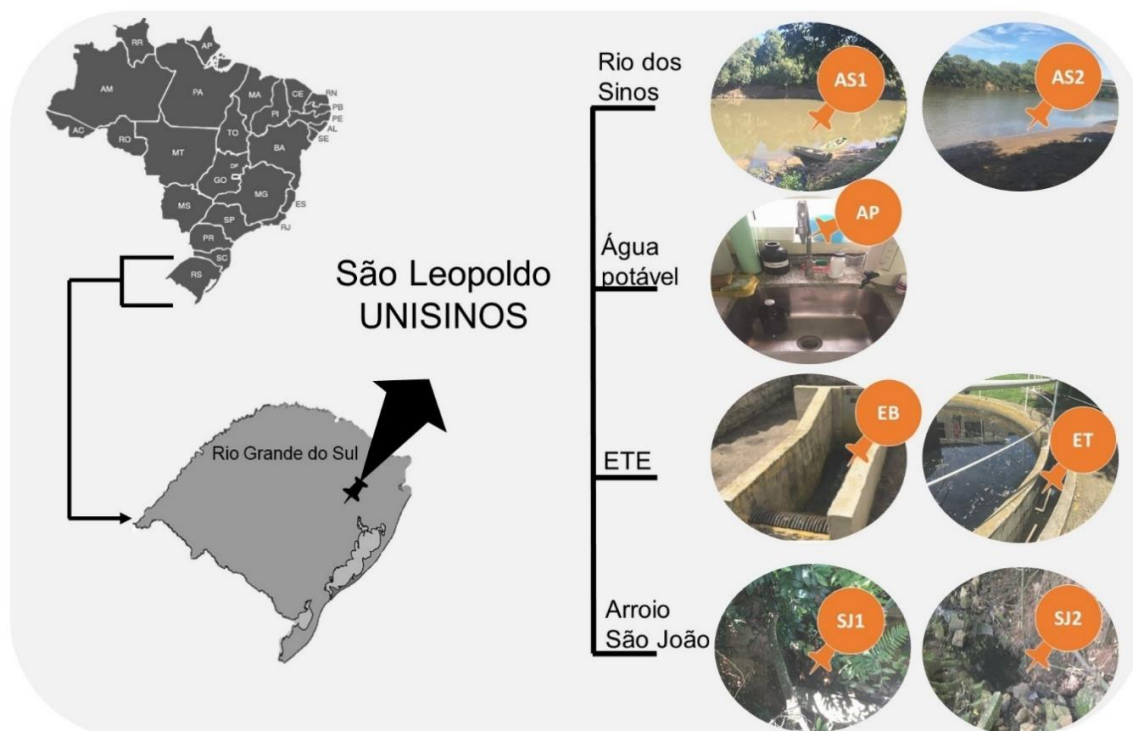 RR
AP
AM
PA
MA
CE
RN
PB
PE
AL
SE
PI
AC
RO
TO
MT
BA
DF
GO
MG
ES
MS
SP
RJ
PR
SC
RS
São Leopoldo
UNISINOS
Rio Grande do Sul
Rio dos
Sinos
AS1
AS2
Água
potável
AP
ETE
EB
ET
Arroio
São João
SJ1
SJ2